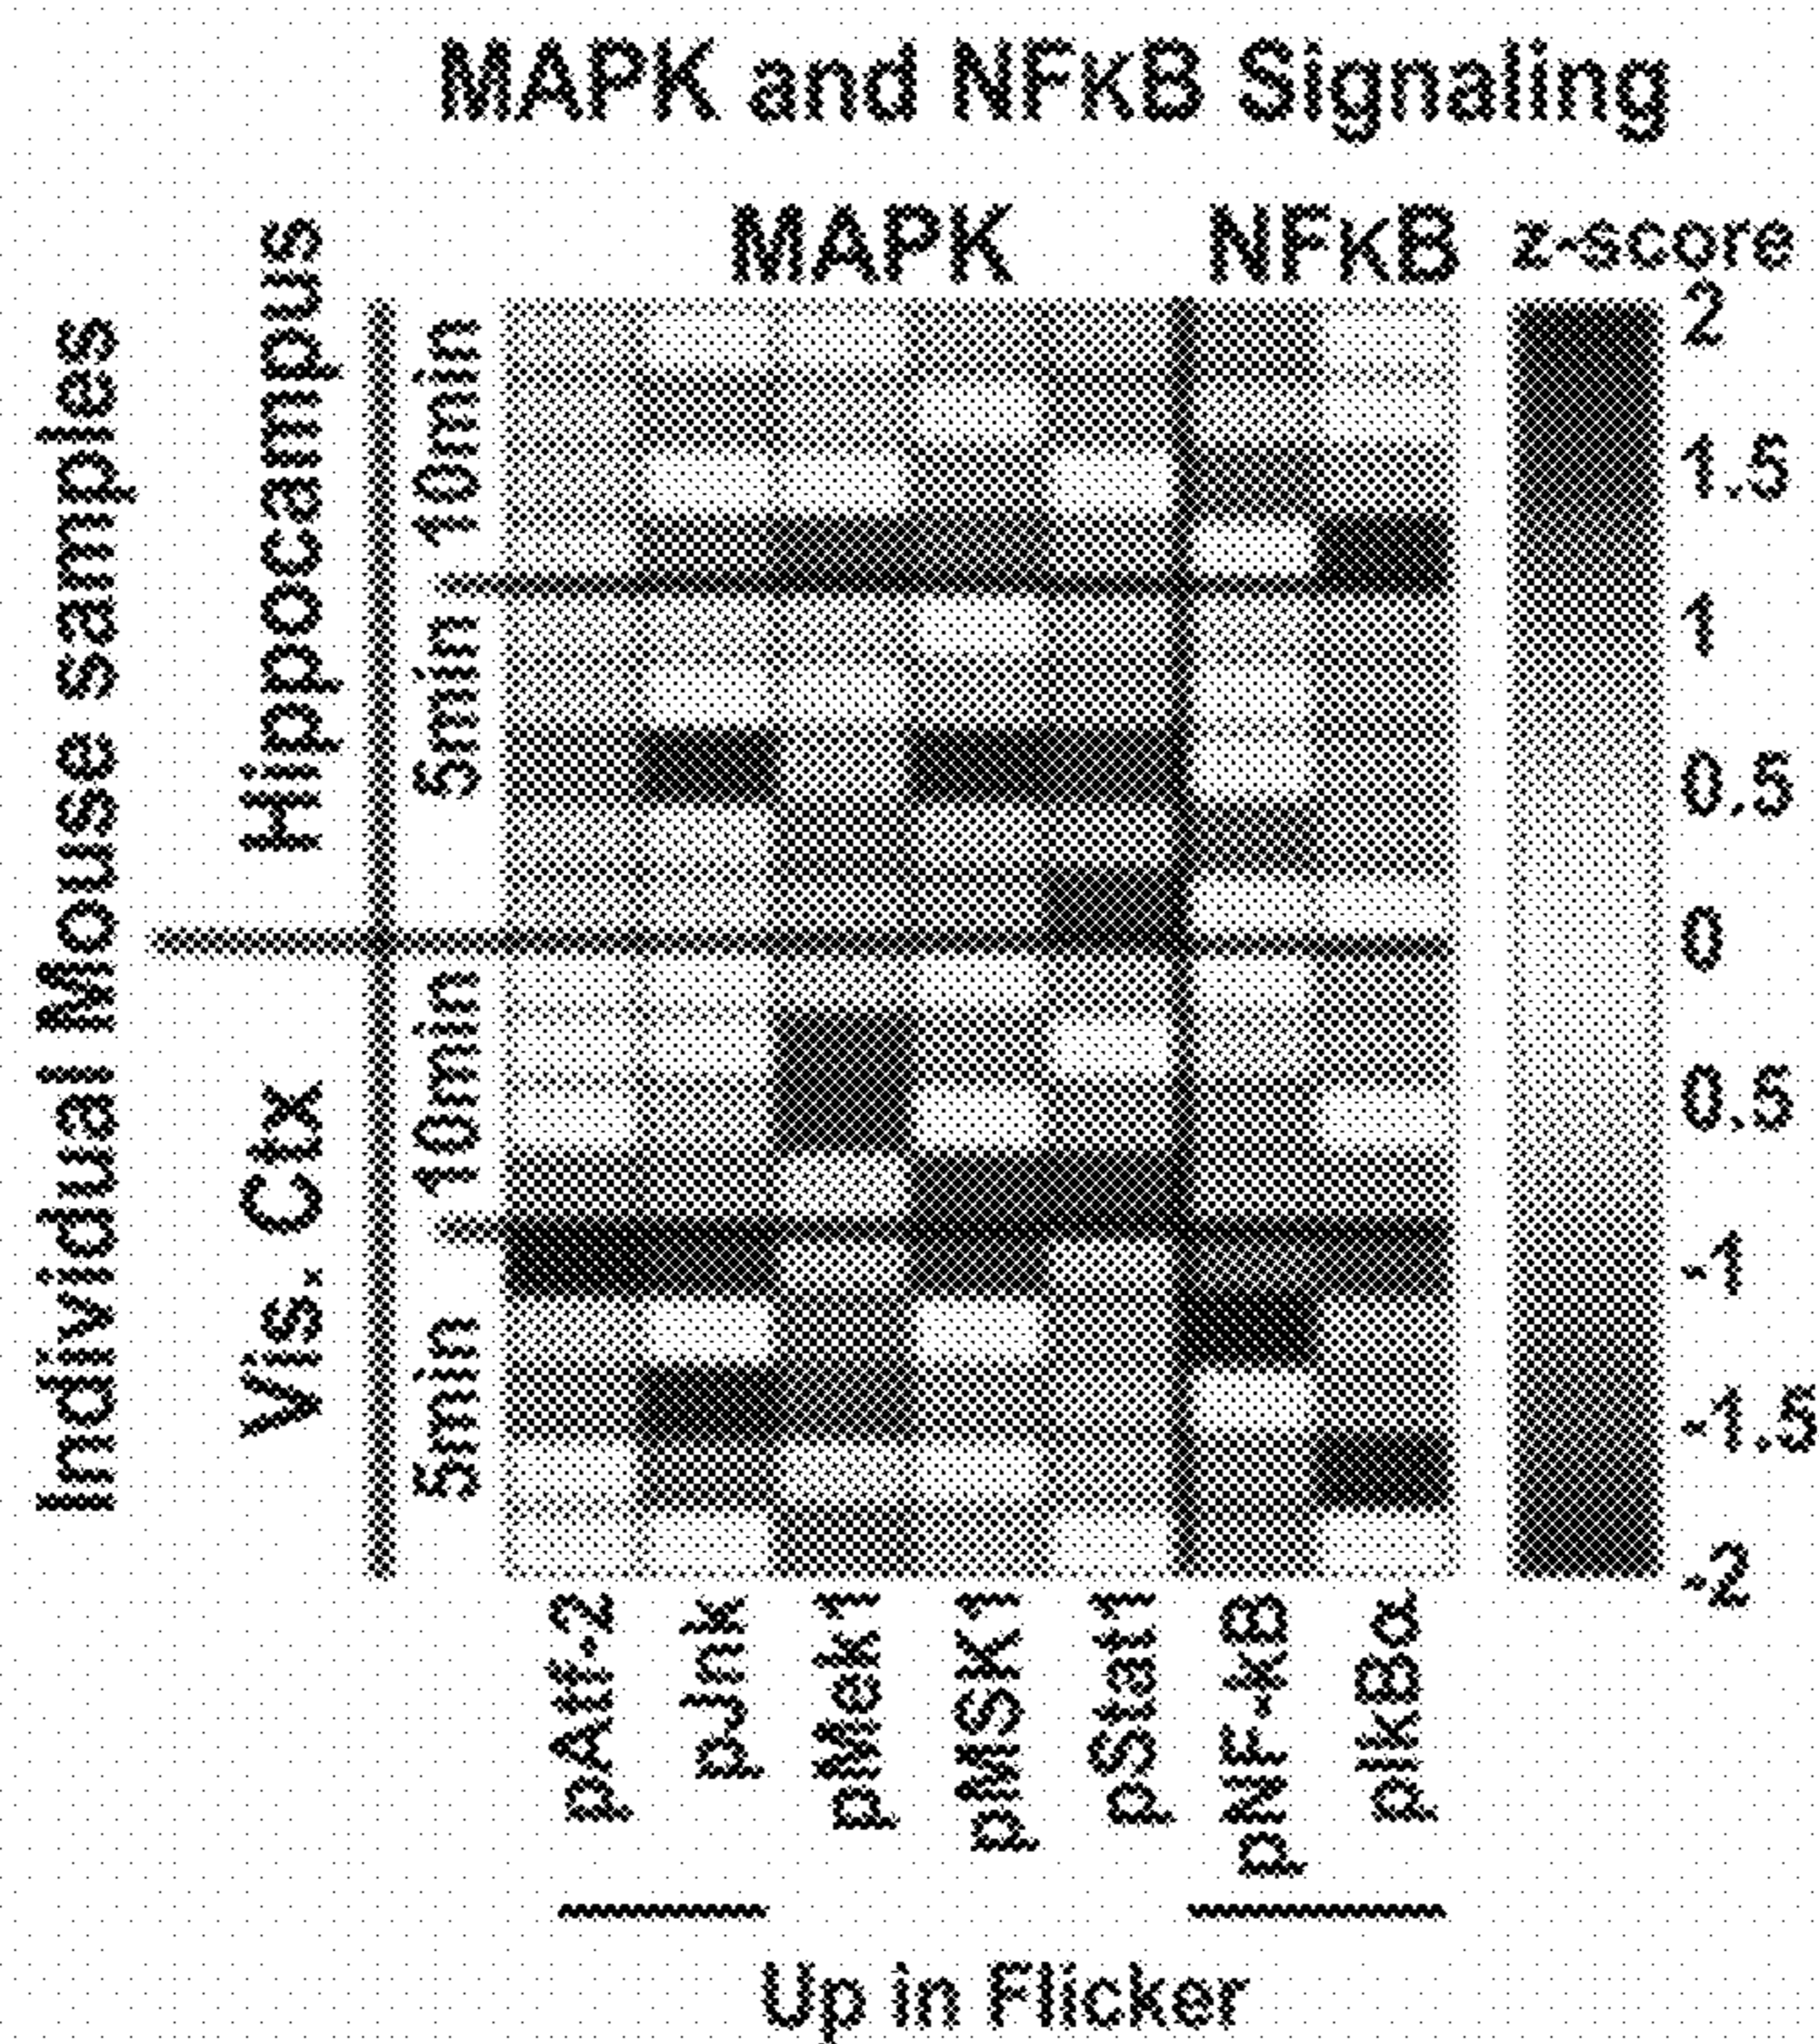 MAPK and NFκB Signaling
MAPK
NFκB
z-score
Individual Mouse samples
Hippocampus
Vis. Ctx
10min
5min
10min
5min
2
1.5
1
0.5
0
0.5
-1
-1.5
-2
pAtf-2
pJnk
pMek1
pMSK1
pStat1
pNF-kB
pIkBα
Up in Flicker